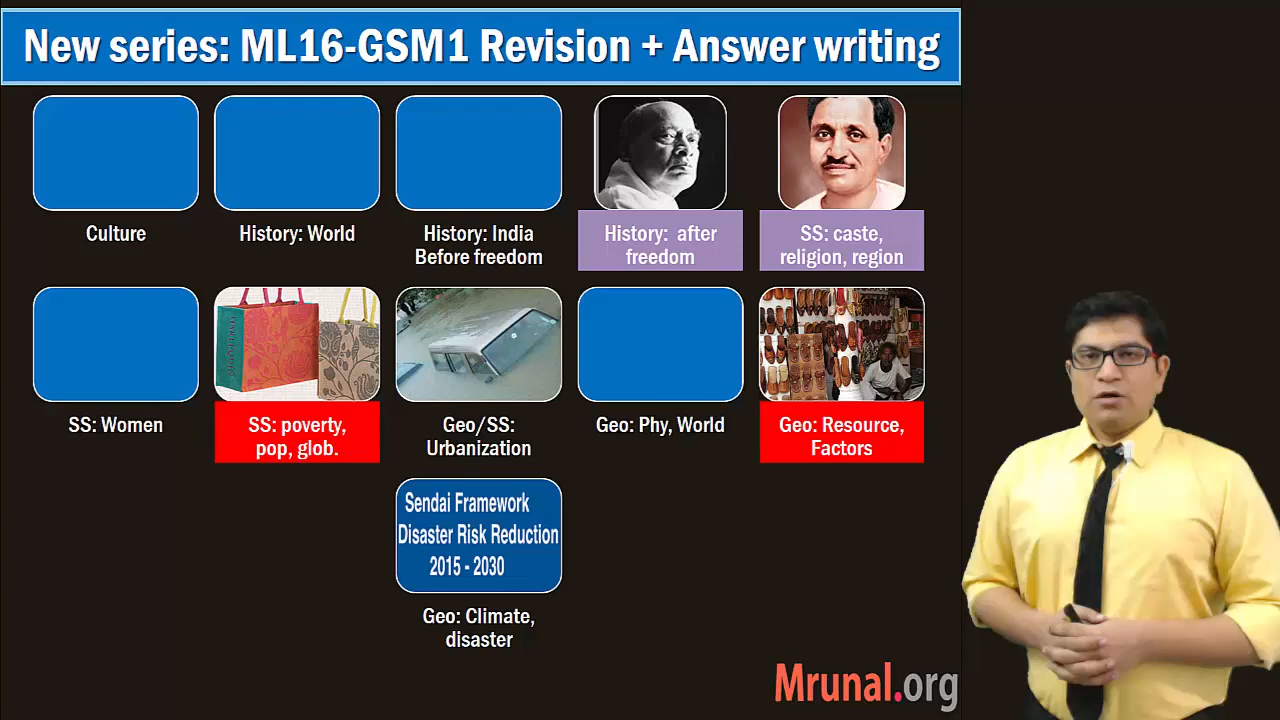 New series: ML16-GSM1 Revision + Answer writing
Culture
History: World
History: India
Before freedom
History: after
freedom
SS: caste,
religion, region
SS: Women
SS: poverty,
pop, glob.
Geo/SS:
Urbanization
Geo: Phy, World
Geo: Resource,
Factors
Sendai Framework
Disaster Risk Reduction
2015 - 2030
Geo: Climate,
disaster
Mrunal.org